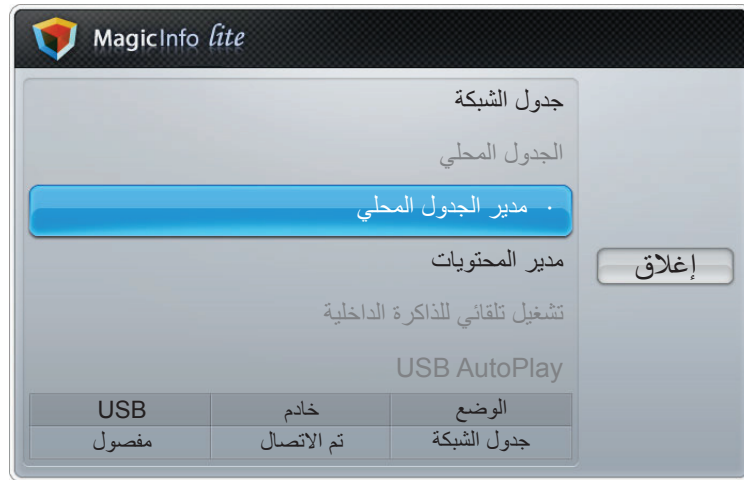 MagicInfo lite
جدول الشبكة
الجدول المحلي
· مدير الجدول المحلي
مدير المحتويات
إغلاق
تشغيل تلقائي للذاكرة الداخلية
USB AutoPlay
الوضع خادم USB
جدول الشبكة تم الاتصال مفصول